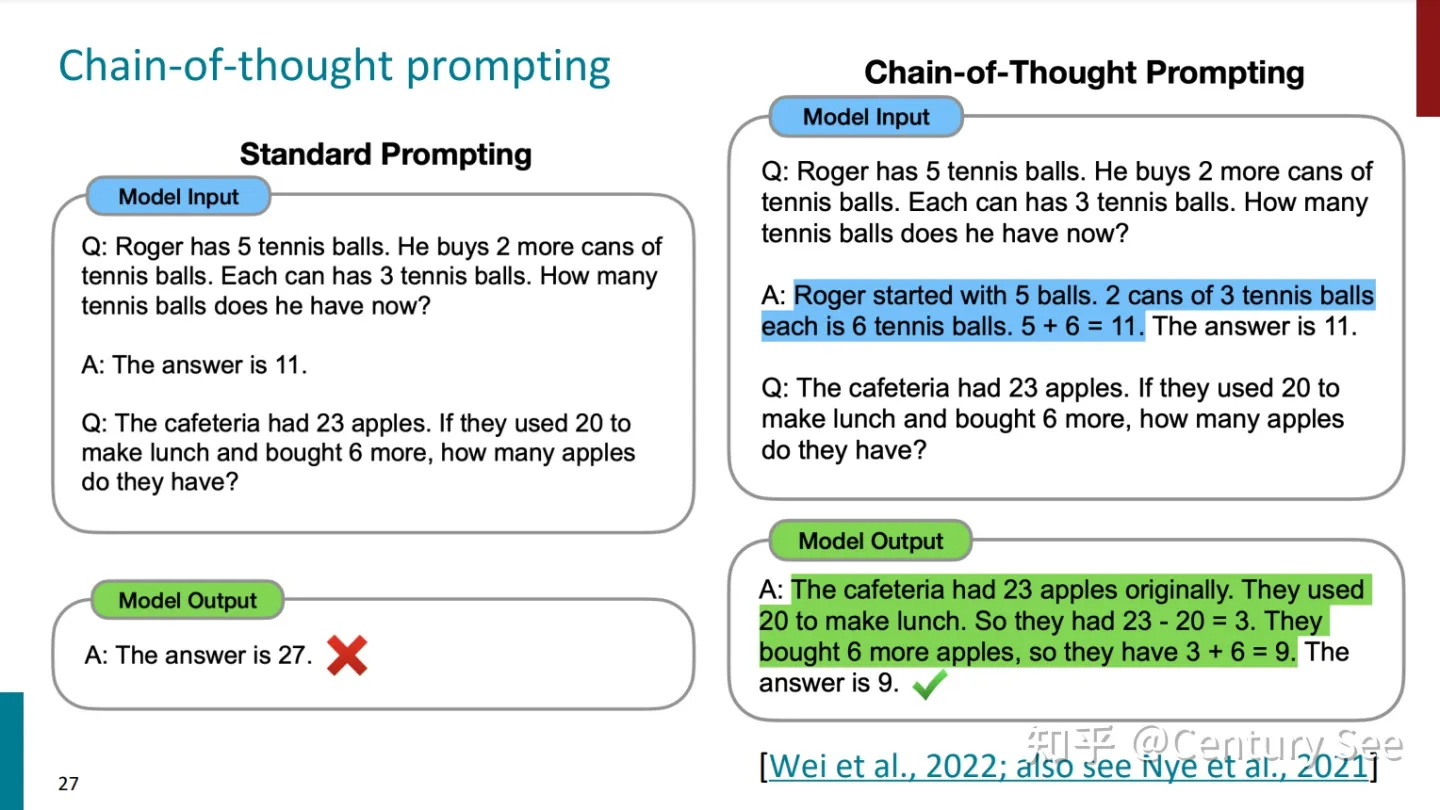 Chain-of-thought prompting
Standard Prompting
Model Input
Q: Roger has 5 tennis balls. He buys 2 more cans of
tennis balls. Each can has 3 tennis balls. How many
tennis balls does he have now?
A: The answer is 11.
Q: The cafeteria had 23 apples. If they used 20 to
make lunch and bought 6 more, how many apples
do they have?
Model Output
A: The answer is 27.
Chain-of-Thought Prompting
Model Input
Q: Roger has 5 tennis balls. He buys 2 more cans of
tennis balls. Each can has 3 tennis balls. How many
tennis balls does he have now?
A: Roger started with 5 balls. 2 cans of 3 tennis balls
each is 6 tennis balls. 5 + 6 = 11. The answer is 11.
Q: The cafeteria had 23 apples. If they used 20 to
make lunch and bought 6 more, how many apples
do they have?
Model Output
A: The cafeteria had 23 apples originally. They used
20 to make lunch. So they had 23 - 20 = 3. They
bought 6 more apples, so they have 3 + 6 = 9. The
answer is 9.
知乎 @Century See
[Wei et al., 2022; also see Nye et al., 2021]
27